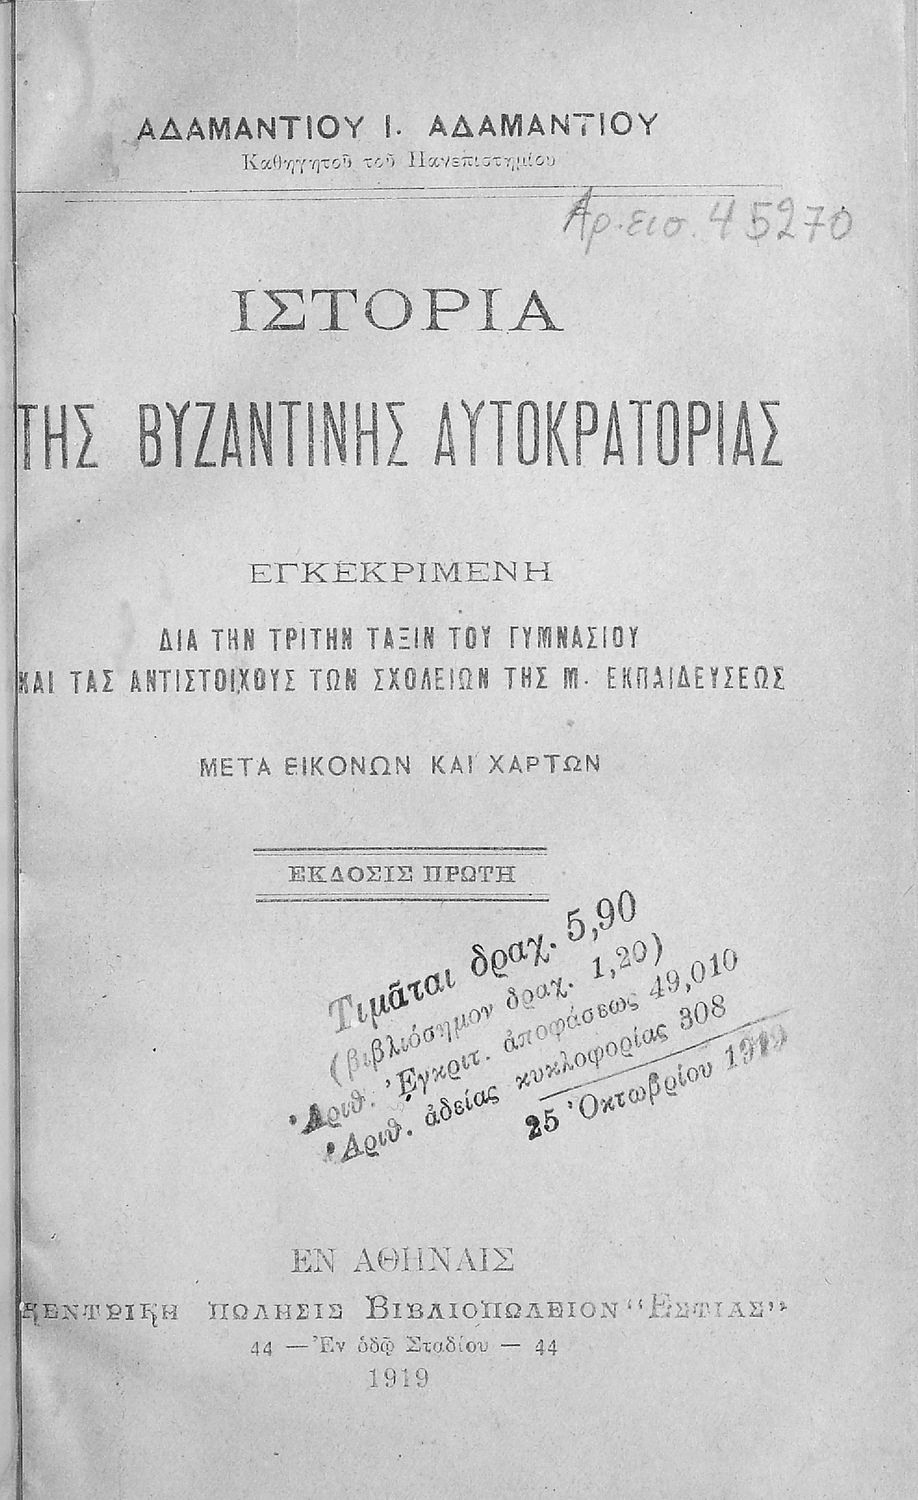 ΑΔΑΜΑΝΤΙΟΥ Ι. ΑΔΑΜΑΝΤΙΟΥ
Καθηγητοῦ τοῦ Πανεπιστημίου
Αρ. εισ. 45270
ΙΣΤΟΡΙΑ
ΤΗΣ ΒΥΖΑΝΤΙΝΗΣ ΑΥΤΟΚΡΑΤΟΡΙΑΣ
ΕΓΚΕΚΡΙΜΕΝΗ
ΔΙΑ ΤΗΝ ΤΡΙΤΗΝ ΤΑΞΙΝ ΤΟΥ ΓΥΜΝΑΣΙΟΥ
ΚΑΙ ΤΑΣ ΑΝΤΙΣΤΟΙΧΟΥΣ ΤΩΝ ΣΧΟΛΕΙΩΝ ΤΗΣ Μ. ΕΚΠΑΙΔΕΥΣΕΩΣ
ΜΕΤΑ ΕΙΚΟΝΩΝ ΚΑΙ ΧΑΡΤΩΝ
ΕΚΔΟΣΙΣ ΠΡΩΤΗ
Τιμᾶται δραχ. 5,90
(βιβλιόσημον δραχ. 1,20)
Ἀριθ. Ἐγκριτ. ἀποφάσεως 49,010
Ἀριθ. ἀδείας κυκλοφορίας 308
25 Ὀκτωβρίου 1919
ΕΝ ΑΘΗΝΑΙΣ
ΚΕΝΤΡΙΚΗ ΠΩΛΗΣΙΣ ΒΙΒΛΙΟΠΩΛΕΙΟΝ "ΕΣΤΙΑΣ"
44 — Ἐν ὁδῷ Σταδίου — 44
1919